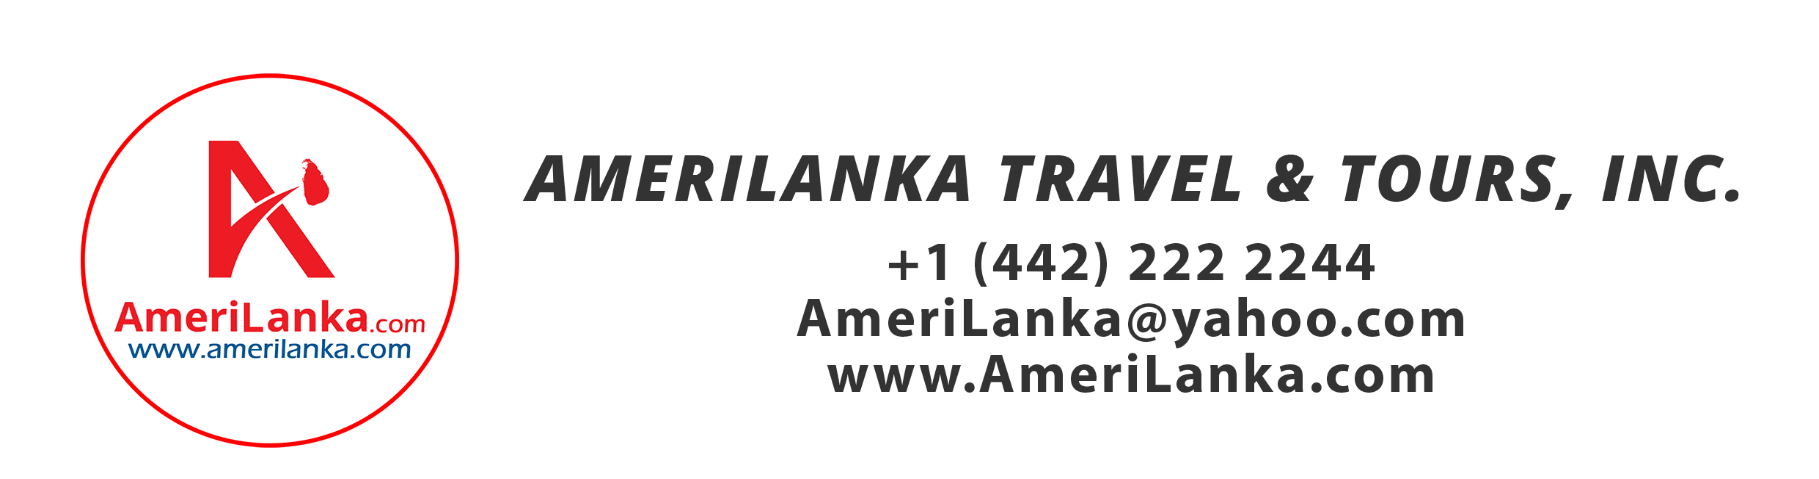 AmeriLanka.com
www.amerilanka.com
AMERILANKA TRAVEL & TOURS, INC.
+1 (442) 222 2244
AmeriLanka@yahoo.com
www.AmeriLanka.com